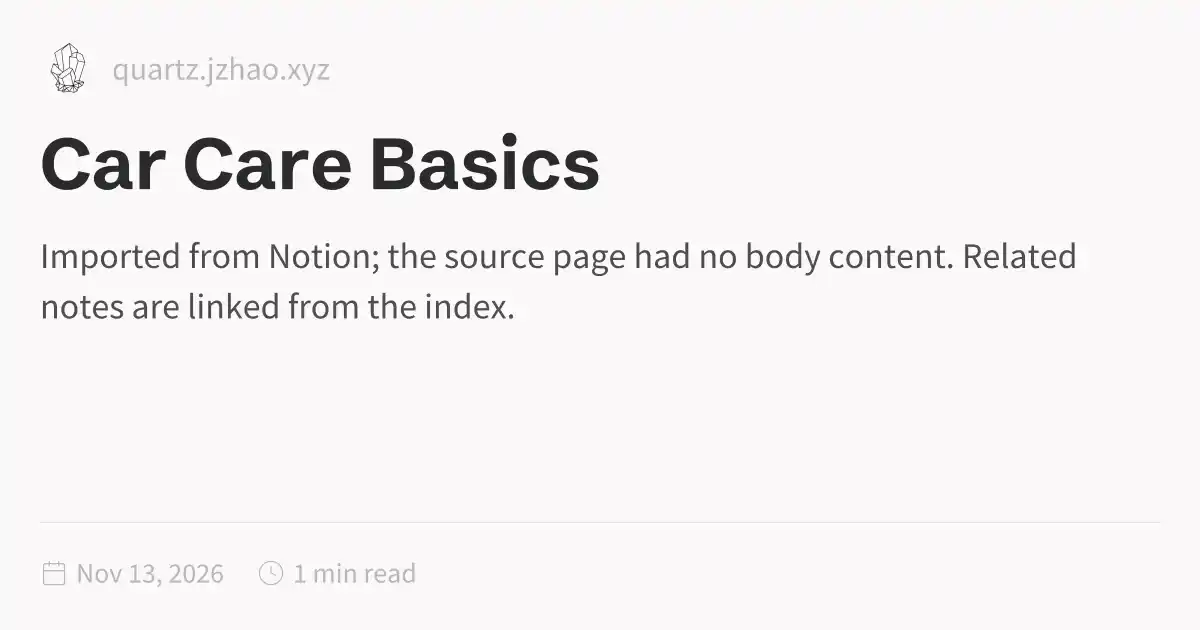 quartz.jzhao.xyz
Car Care Basics
Imported from Notion; the source page had no body content. Related
notes are linked from the index.
Nov 13, 2026 1 min read